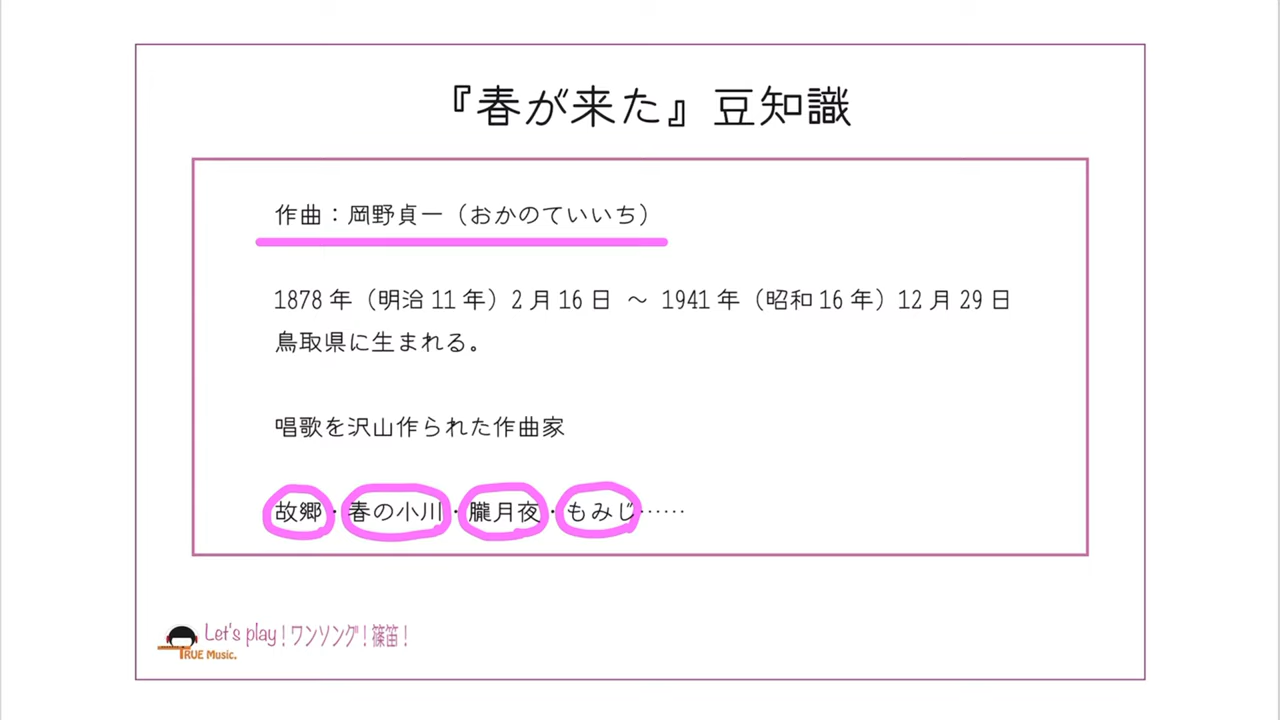 『春が来た』豆知識
作曲：岡野貞一（おかのていいち）
1878年（明治11年）2月16日 ～ 1941年（昭和16年）12月29日
鳥取県に生まれる。
唱歌を沢山作られた作曲家
故郷・春の小川・朧月夜・もみじ……
Let's play！ワンソング！篠笛！
TRUE Music.